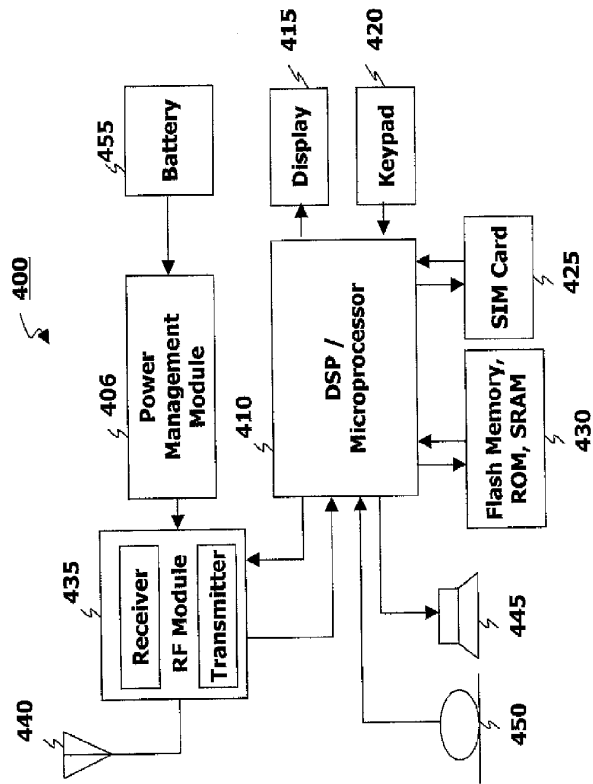 400
440
435
Receiver
RF Module
Transmitter
406
Power
Management
Module
455
Battery
410
DSP /
Microprocessor
415
Display
420
Keypad
450
445
Flash Memory,
ROM, SRAM
430
SIM Card
425